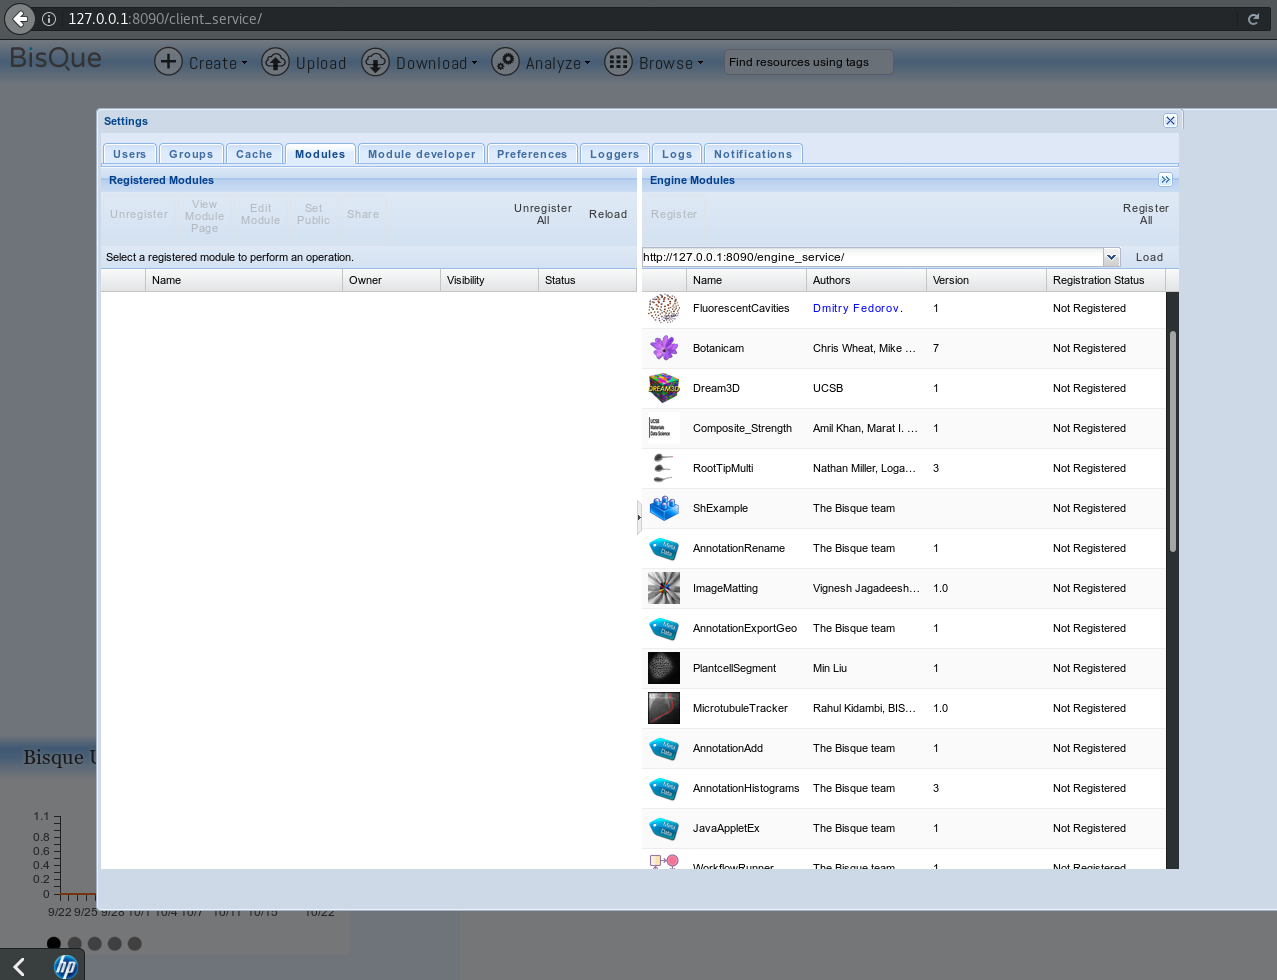 127.0.0.1:8090/client_service/
BisQue
Create
Upload
Download
Analyze
Browse
Find resources using tags
Settings
Users
Groups
Cache
Modules
Module developer
Preferences
Loggers
Logs
Notifications
Registered Modules
Unregister
View Module Page
Edit Module
Set Public
Share
Unregister All
Reload
Select a registered module to perform an operation.
Name Owner Visibility Status
Engine Modules
Register
Register All
http://127.0.0.1:8090/engine_service/
Load
Name Authors Version Registration Status
FluorescentCavities Dmitry Fedorov. 1 Not Registered
Botanicam Chris Wheat, Mike ... 7 Not Registered
DREAM3D
Dream3D UCSB 1 Not Registered
UCSB
Materials
Data Science
Composite_Strength Amil Khan, Marat I. ... 1 Not Registered
RootTipMulti Nathan Miller, Loga... 3 Not Registered
ShExample The Bisque team Not Registered
Meta Data
AnnotationRename The Bisque team 1 Not Registered
ImageMatting Vignesh Jagadeesh... 1.0 Not Registered
Meta Data
AnnotationExportGeo The Bisque team 1 Not Registered
PlantcellSegment Min Liu 1 Not Registered
MicrotubuleTracker Rahul Kidambi, BIS... 1.0 Not Registered
Meta Data
AnnotationAdd The Bisque team 1 Not Registered
Meta Data
AnnotationHistograms The Bisque team 3 Not Registered
Meta Data
JavaAppletEx The Bisque team 1 Not Registered
WorkflowRunner The Bisque team 1 Not Registered
Bisque U
1.1
0.8
0.6
0.4
0.2
0
9/22 9/25 9/28 10/1 10/4 10/7 10/11 10/15 10/22
hp